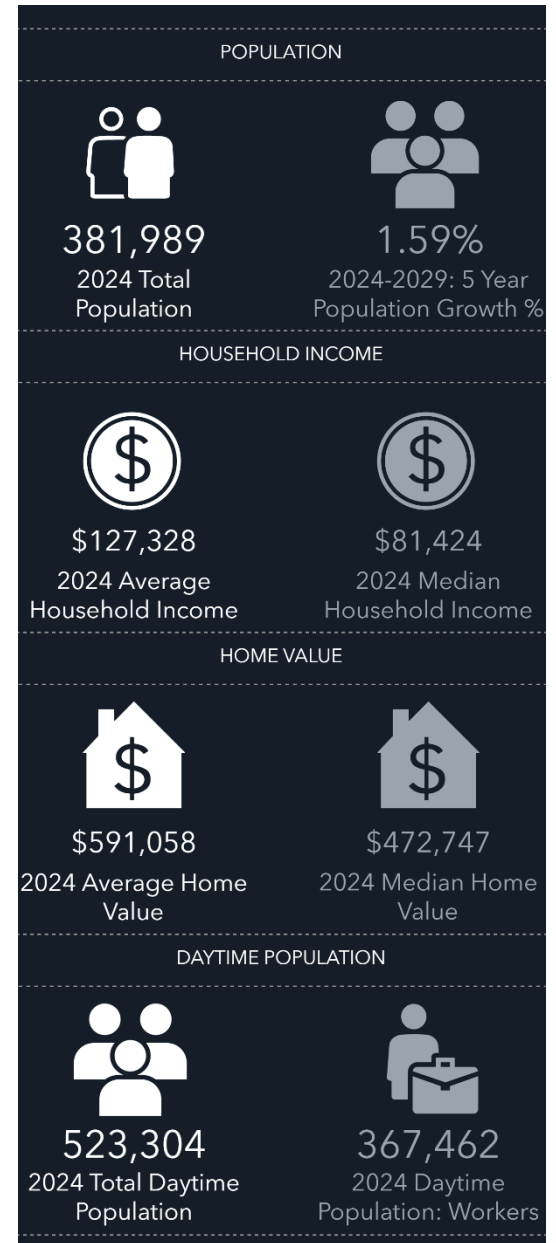 POPULATION
381,989
2024 Total
Population
1.59%
2024-2029: 5 Year
Population Growth %
HOUSEHOLD INCOME
$
$127,328
2024 Average
Household Income
$
$81,424
2024 Median
Household Income
HOME VALUE
$
$591,058
2024 Average Home
Value
$
$472,747
2024 Median Home
Value
DAYTIME POPULATION
523,304
2024 Total Daytime
Population
367,462
2024 Daytime
Population: Workers